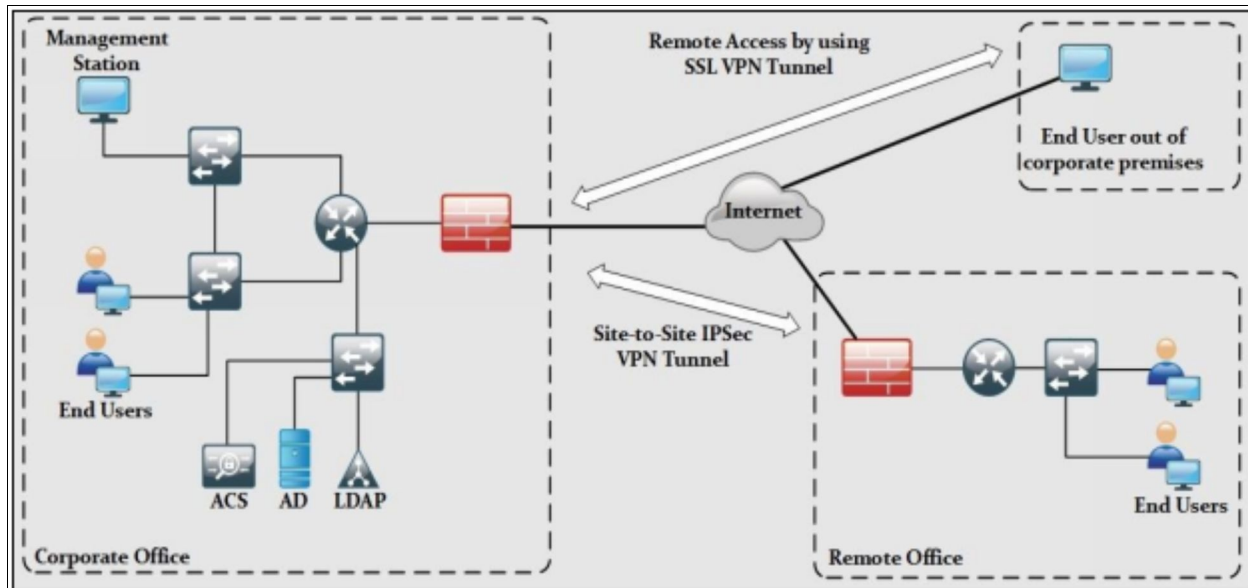 Management
Station
Remote Access by using
SSL VPN Tunnel
End User out of
corporate premises
Internet
Site-to-Site IPSec
VPN Tunnel
End Users
ACS
AD
LDAP
End Users
Corporate Office
Remote Office